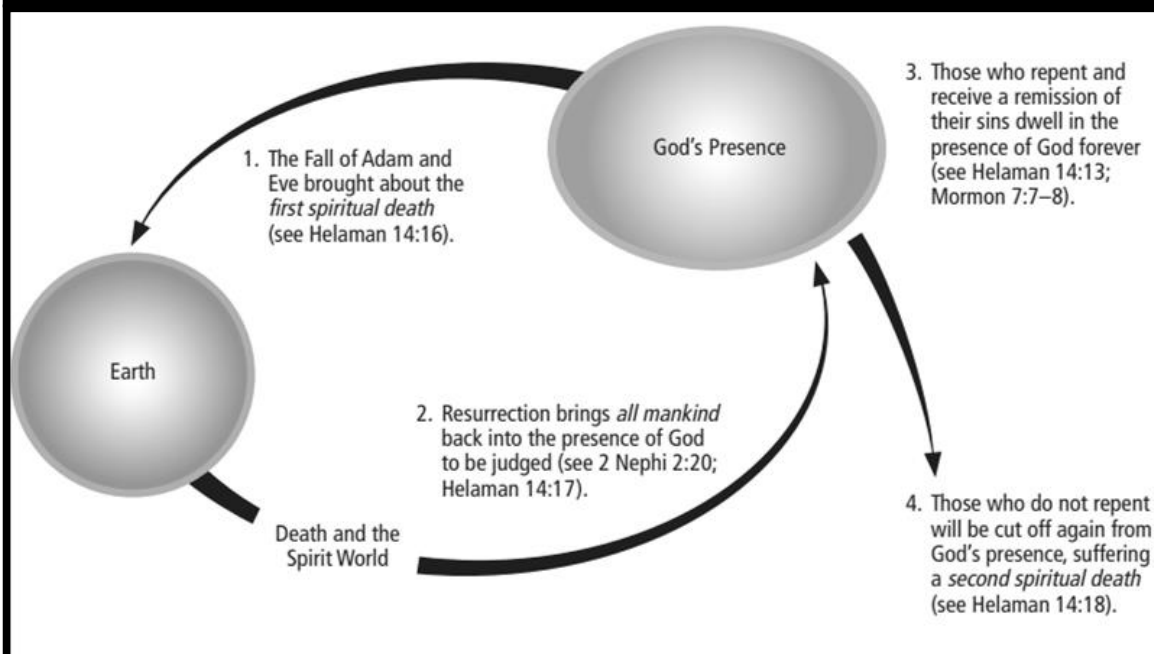 God's Presence
1. The Fall of Adam and
Eve brought about the
first spiritual death
(see Helaman 14:16).
Earth
2. Resurrection brings all mankind
back into the presence of God
to be judged (see 2 Nephi 2:20;
Helaman 14:17).
Death and the
Spirit World
3. Those who repent and
receive a remission of
their sins dwell in the
presence of God forever
(see Helaman 14:13;
Mormon 7:7–8).
4. Those who do not repent
will be cut off again from
God's presence, suffering
a second spiritual death
(see Helaman 14:18).